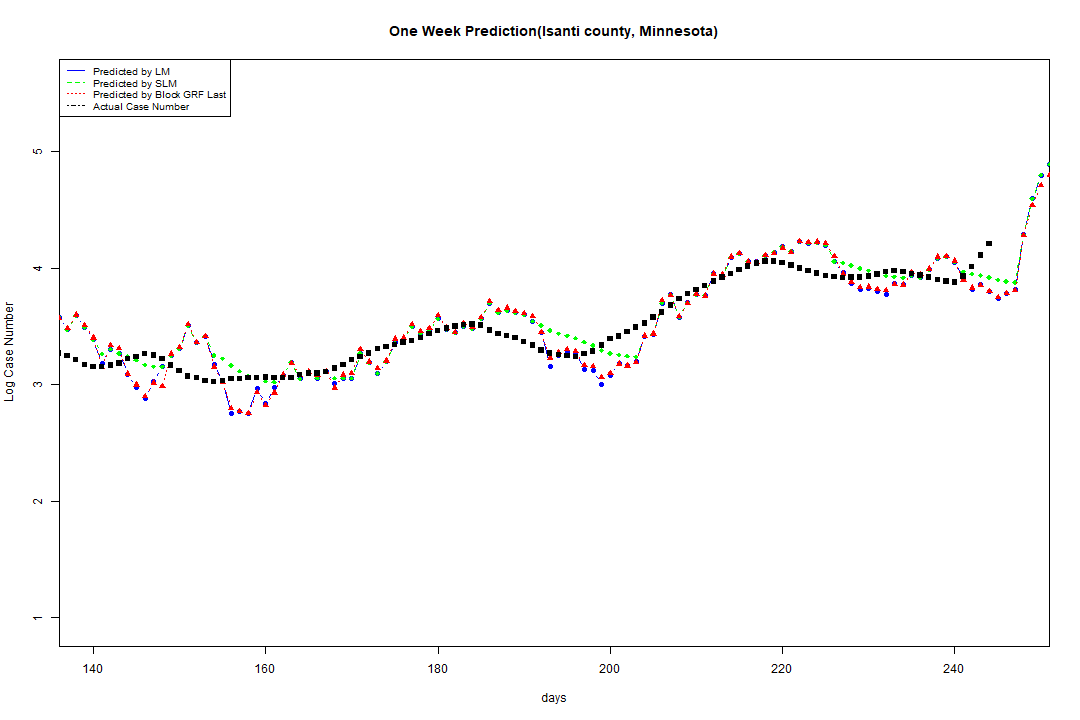 One Week Prediction(Isanti county, Minnesota)
Predicted by LM
Predicted by SLM
Predicted by Block GRF Last
Actual Case Number
Log Case Number
5
4
3
2
1
140 160 180 200 220 240
days